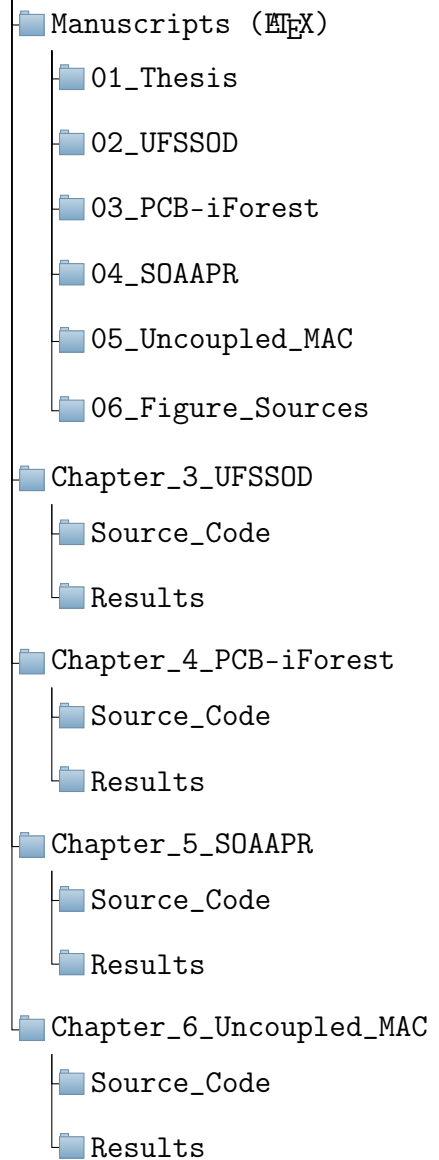 Manuscripts (LATEX)
01_Thesis
02_UFSSOD
03_PCB-iForest
04_SOAAPR
05_Uncoupled_MAC
06_Figure_Sources
Chapter_3_UFSSOD
Source_Code
Results
Chapter_4_PCB-iForest
Source_Code
Results
Chapter_5_SOAAPR
Source_Code
Results
Chapter_6_Uncoupled_MAC
Source_Code
Results